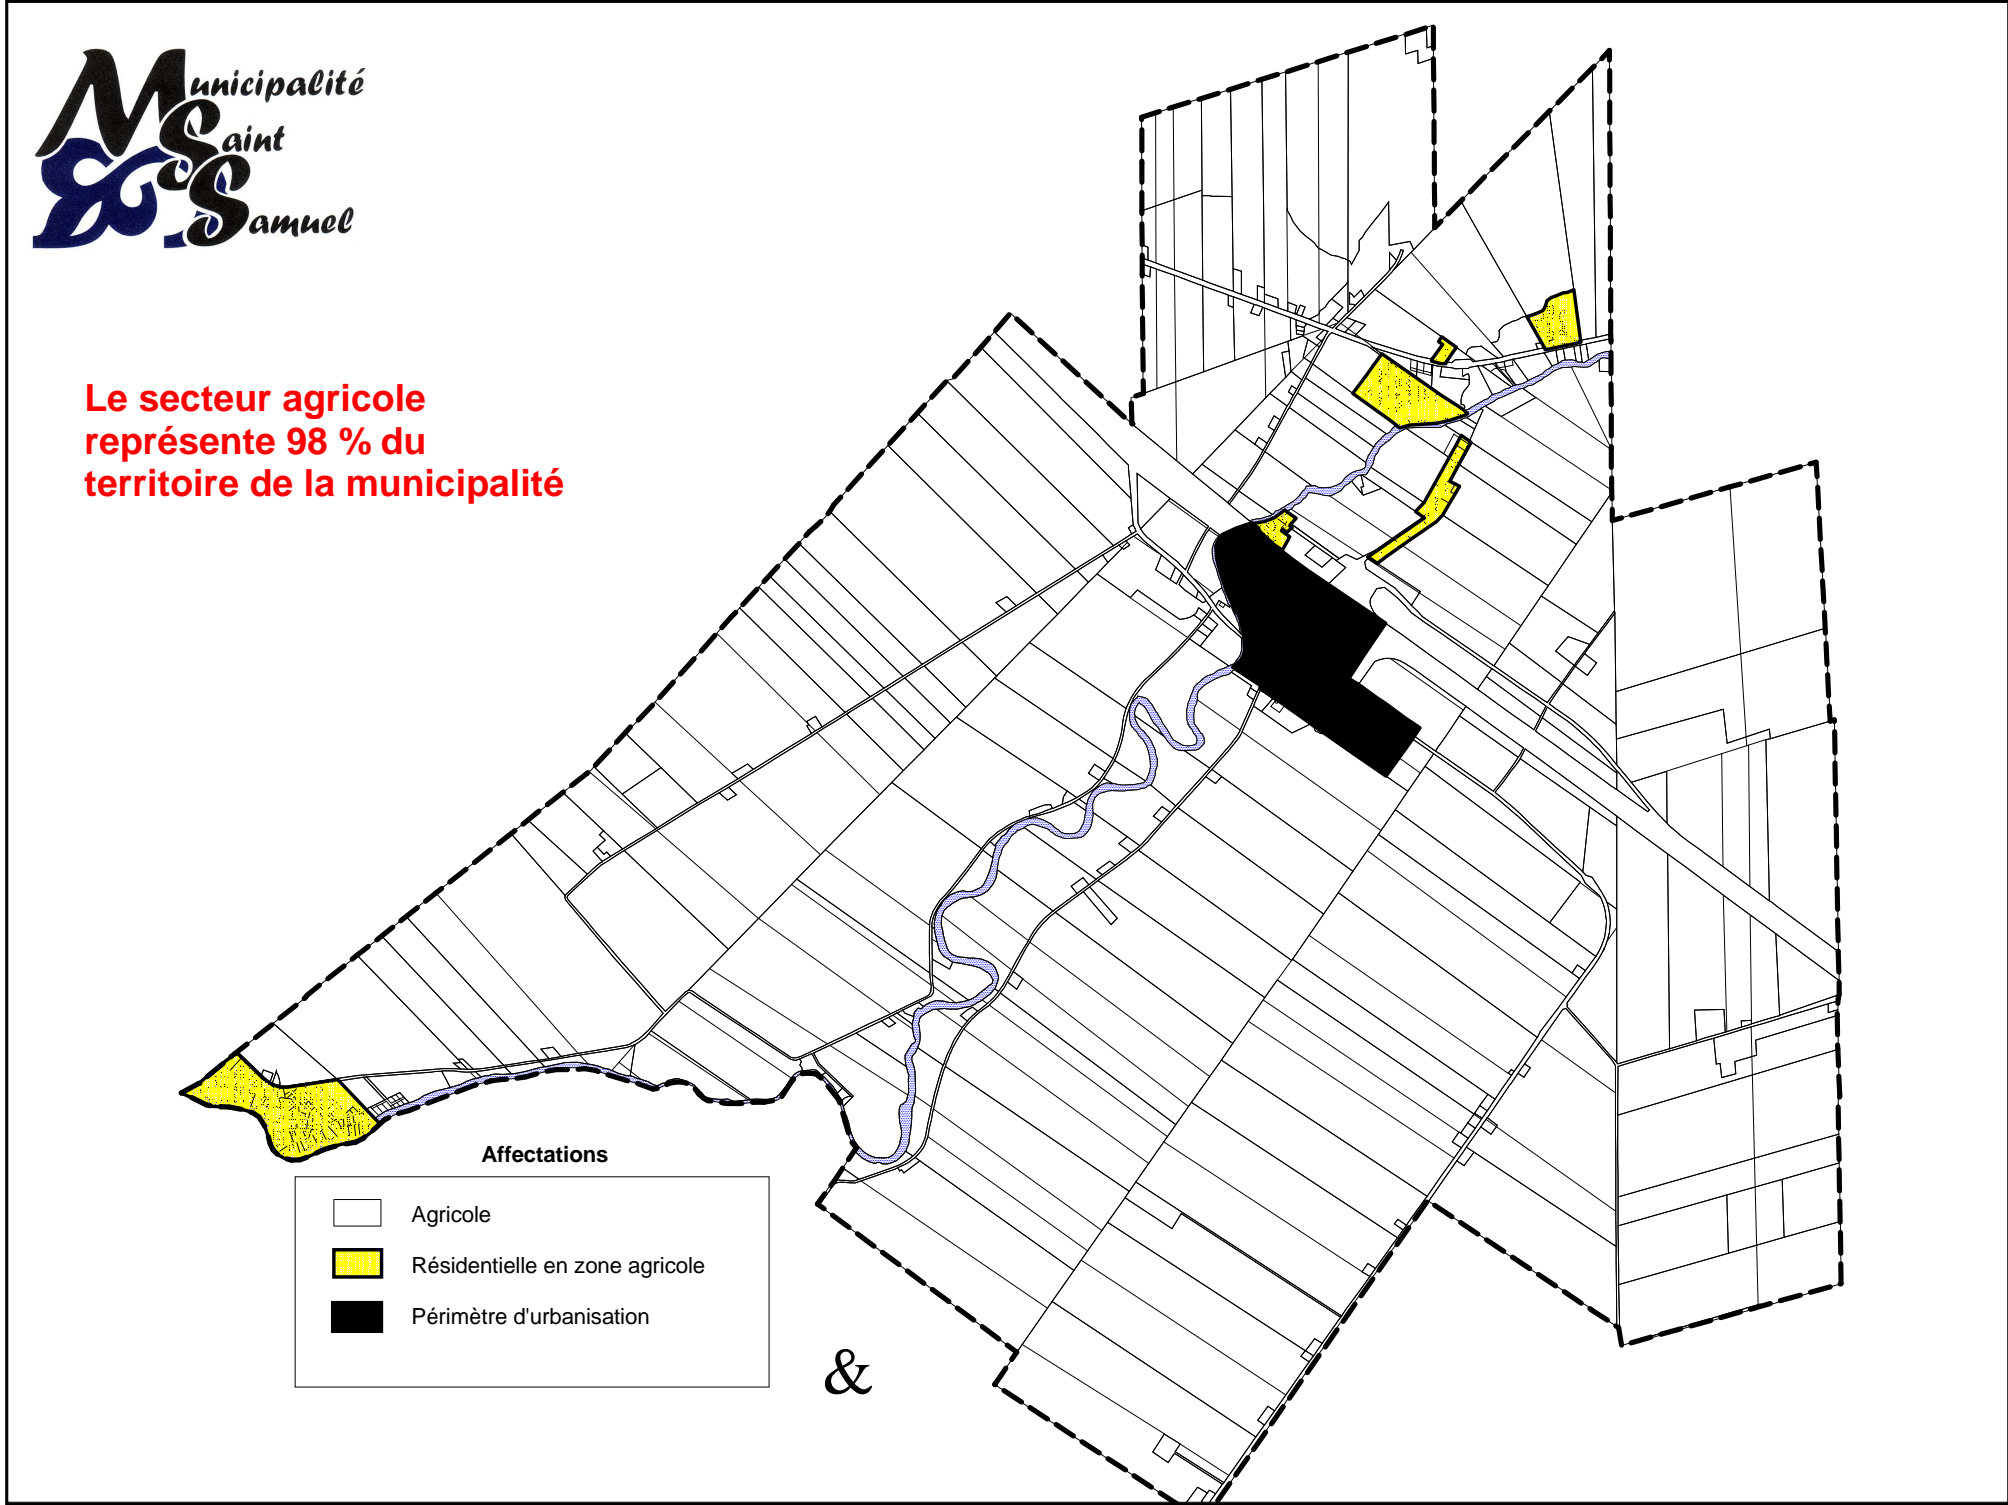 Municipalité
Saint
Samuel
Le secteur agricole
représente 98 % du
territoire de la municipalité
Affectations
Agricole
Résidentielle en zone agricole
Périmètre d'urbanisation
&